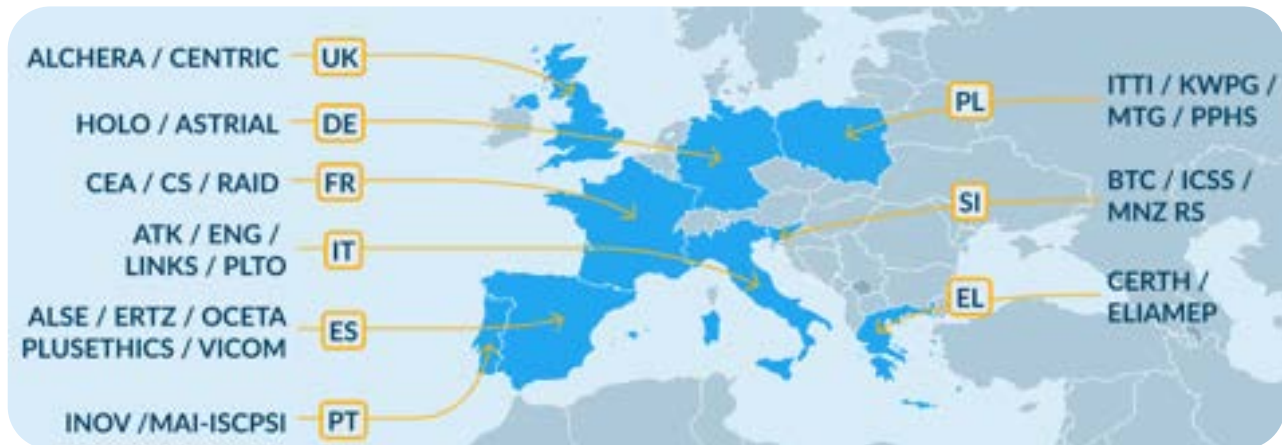 ALCHERA / CENTRIC UK
HOLO / ASTRIAL DE
CEA / CS / RAID FR
ATK / ENG /
LINKS / PLTO IT
ALSE / ERTZ / OCETA
PLUSETHICS / VICOM ES
INOV /MAI-ISCPSI PT
PL ITTI / KWPG /
MTG / PPHS
SI BTC / ICSS /
MNZ RS
EL CERTH /
ELIAMEP